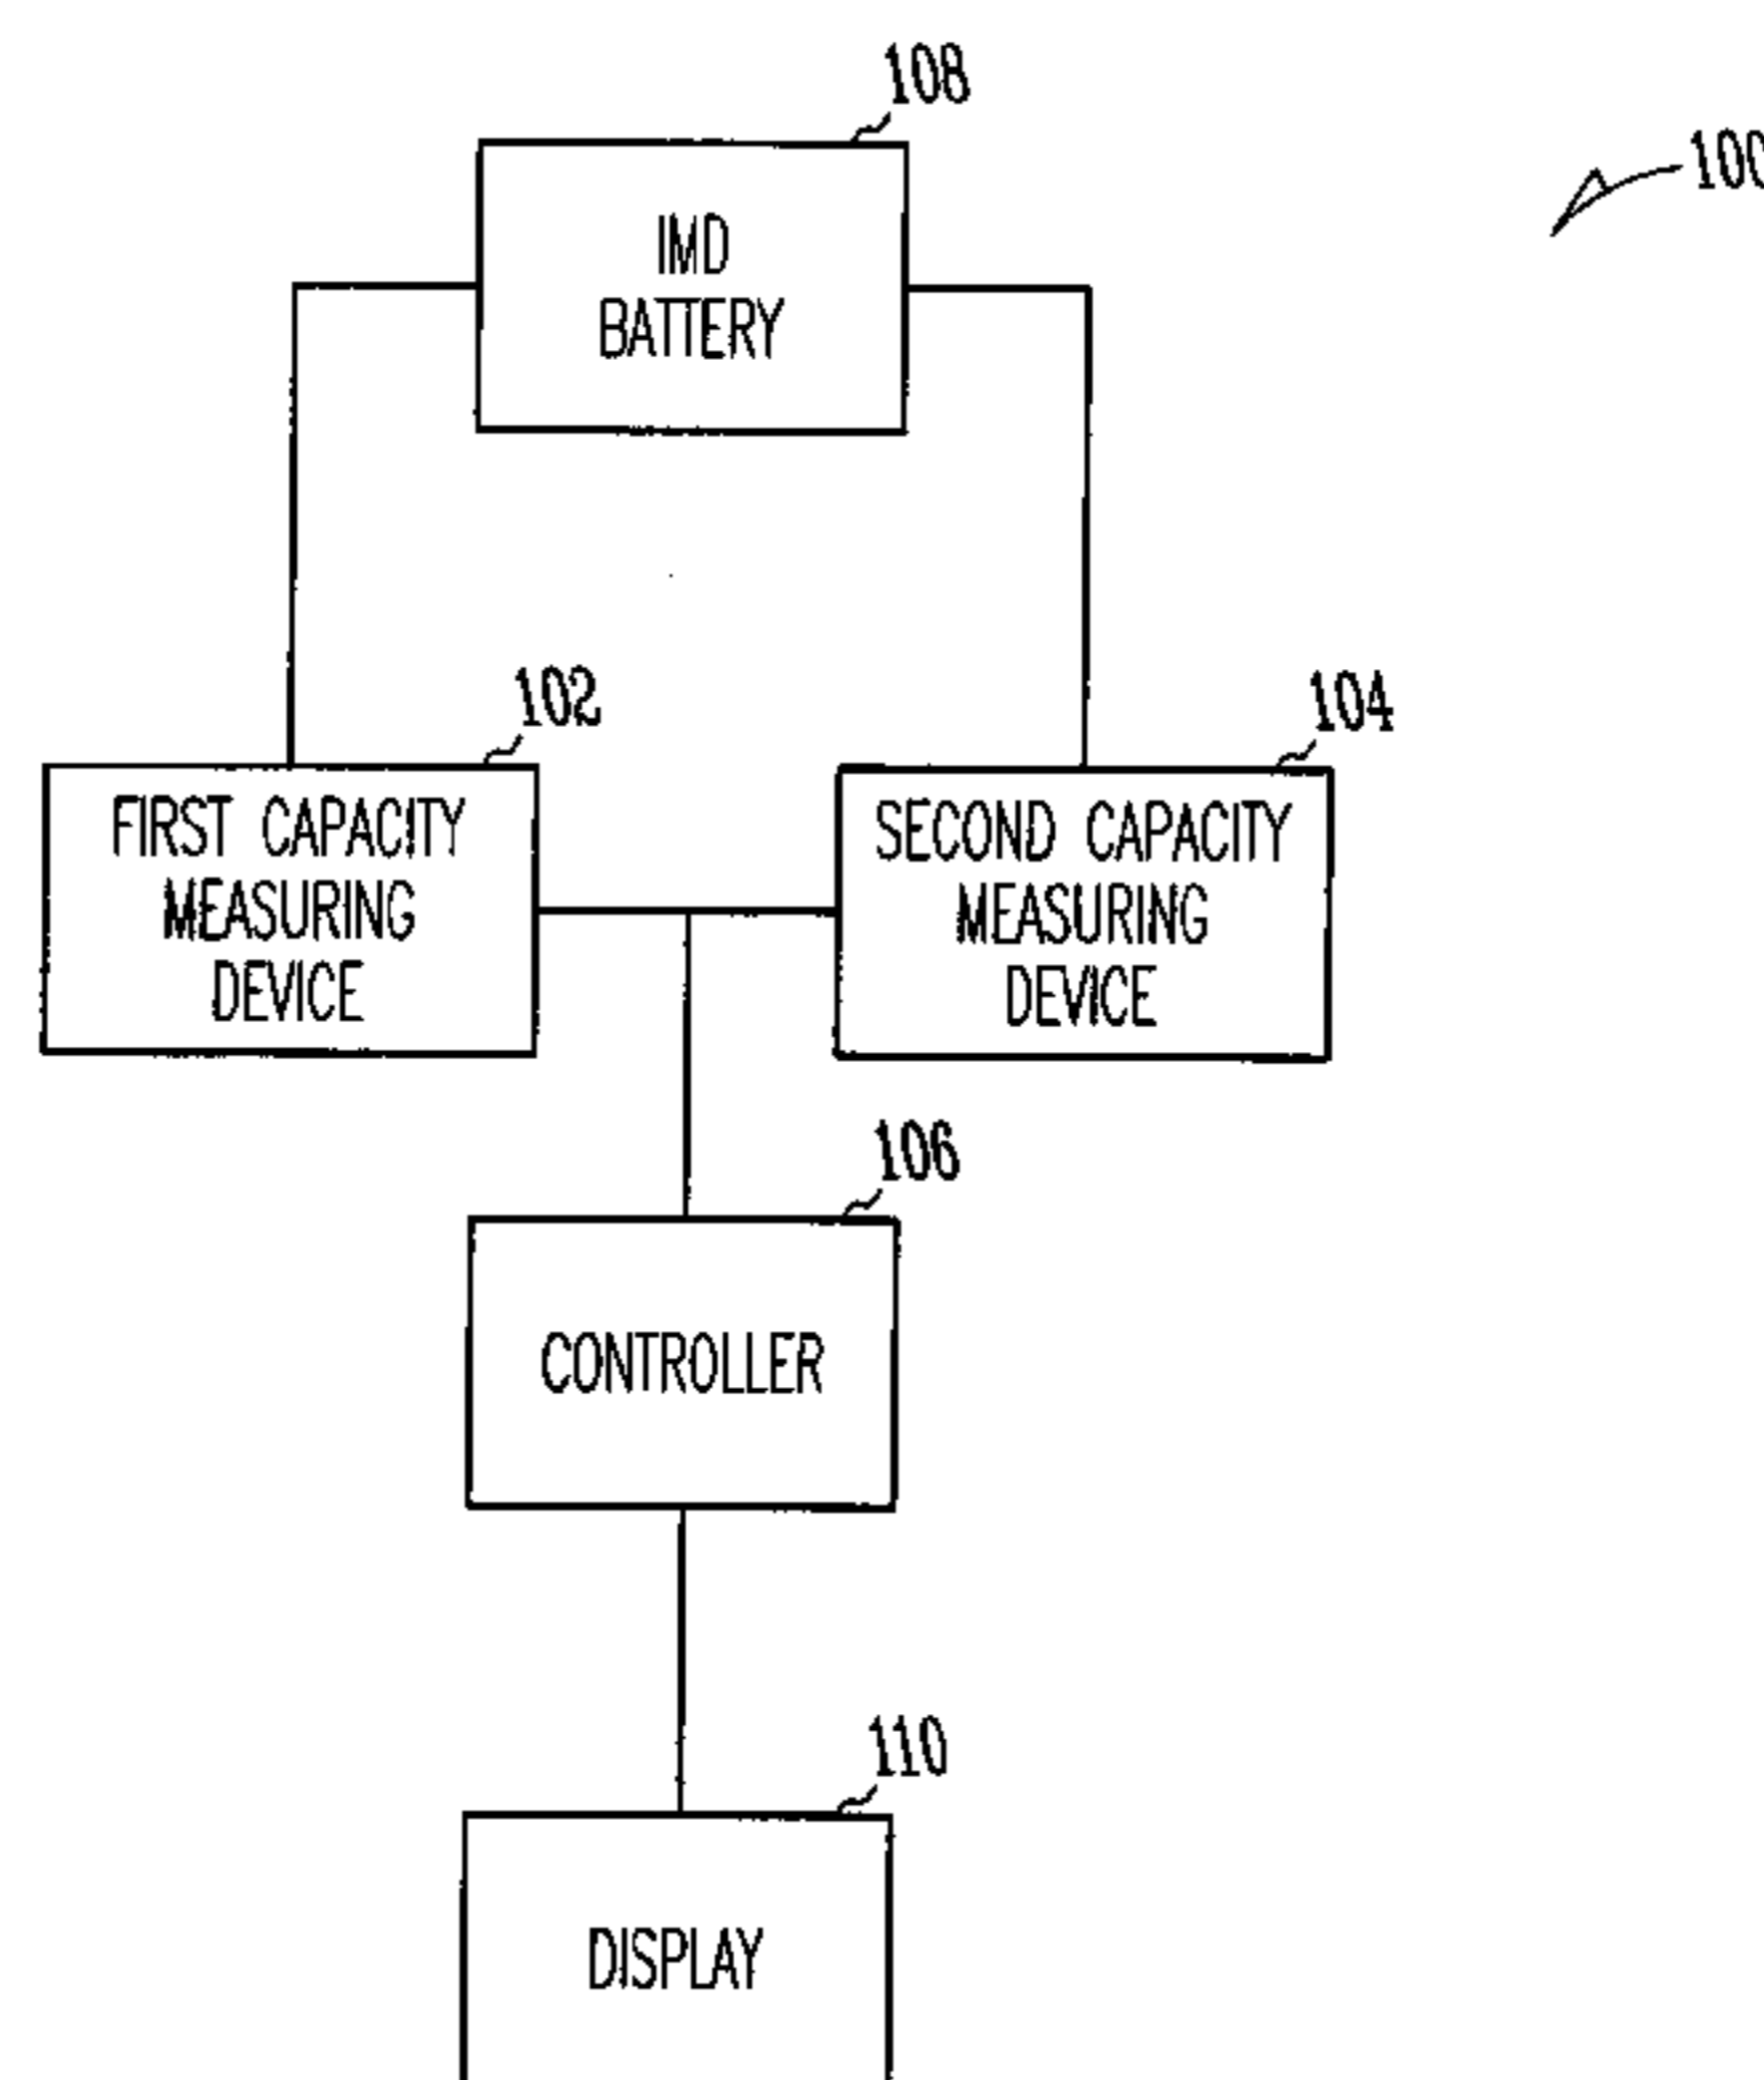 108
100
IMD
BATTERY
102
104
FIRST CAPACITY
MEASURING
DEVICE
SECOND CAPACITY
MEASURING
DEVICE
106
CONTROLLER
110
DISPLAY